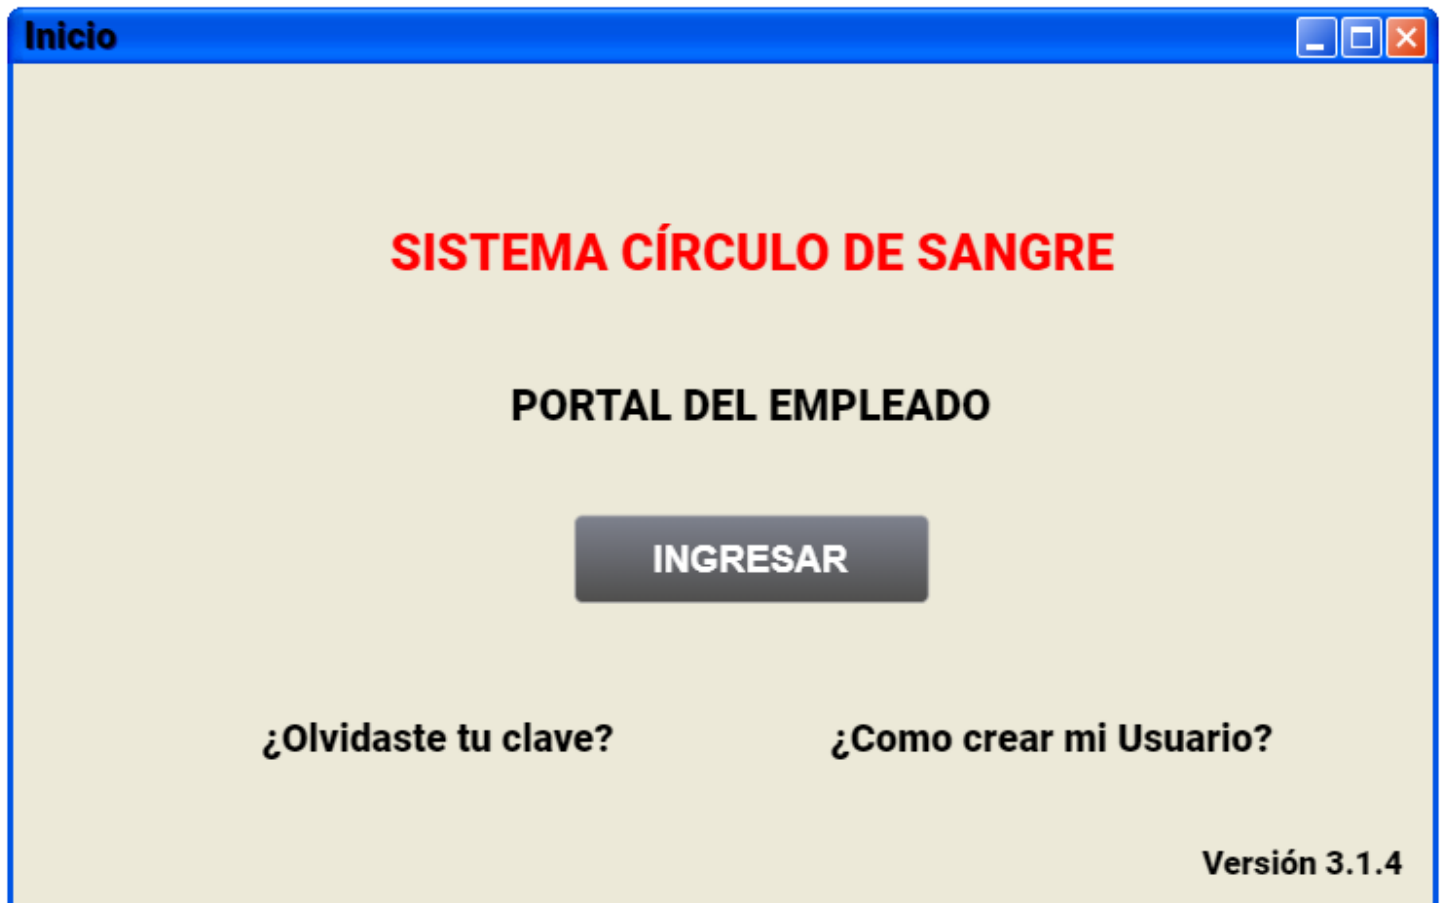 Inicio
SISTEMA CÍRCULO DE SANGRE
PORTAL DEL EMPLEADO
INGRESAR
¿Olvidaste tu clave? ¿Como crear mi Usuario?
Versión 3.1.4